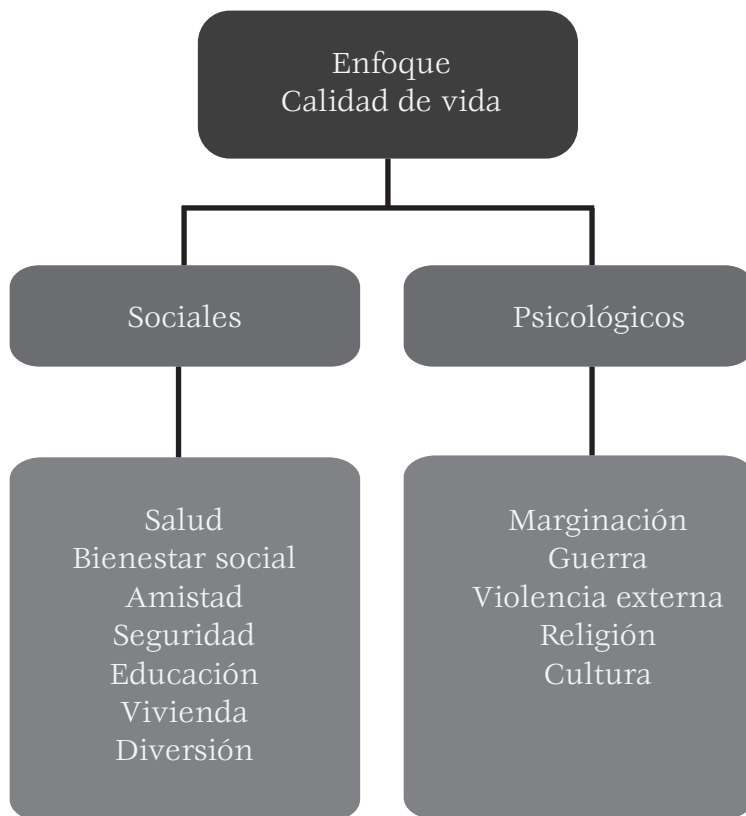 Enfoque
Calidad de vida
Sociales
Psicológicos
Salud
Bienestar social
Amistad
Seguridad
Educación
Vivienda
Diversión
Marginación
Guerra
Violencia externa
Religión
Cultura